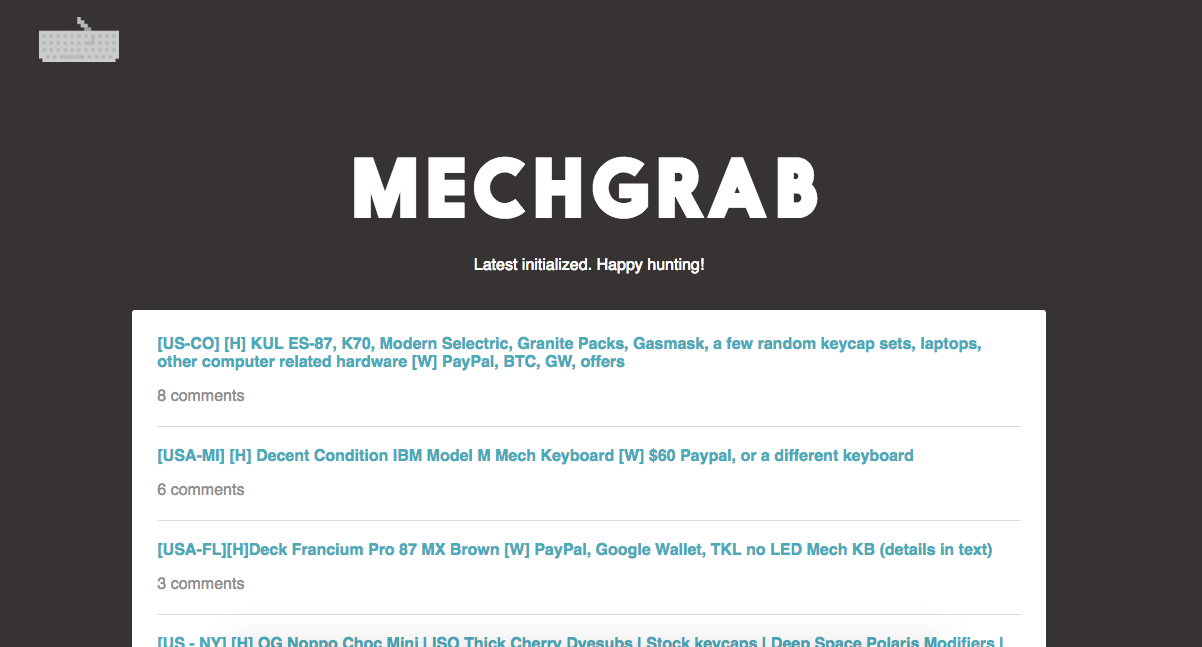 MECHGRAB
Latest initialized. Happy hunting!
[US-CO] [H] KUL ES-87, K70, Modern Selectric, Granite Packs, Gasmask, a few random keycap sets, laptops,
other computer related hardware [W] PayPal, BTC, GW, offers
8 comments
[USA-MI] [H] Decent Condition IBM Model M Mech Keyboard [W] $60 Paypal, or a different keyboard
6 comments
[USA-FL][H]Deck Francium Pro 87 MX Brown [W] PayPal, Google Wallet, TKL no LED Mech KB (details in text)
3 comments
[US - NY] [H] OG Noppo Choc Mini | ISO Thick Cherry Dyesubs | Stock keycaps | Deep Space Polaris Modifiers |